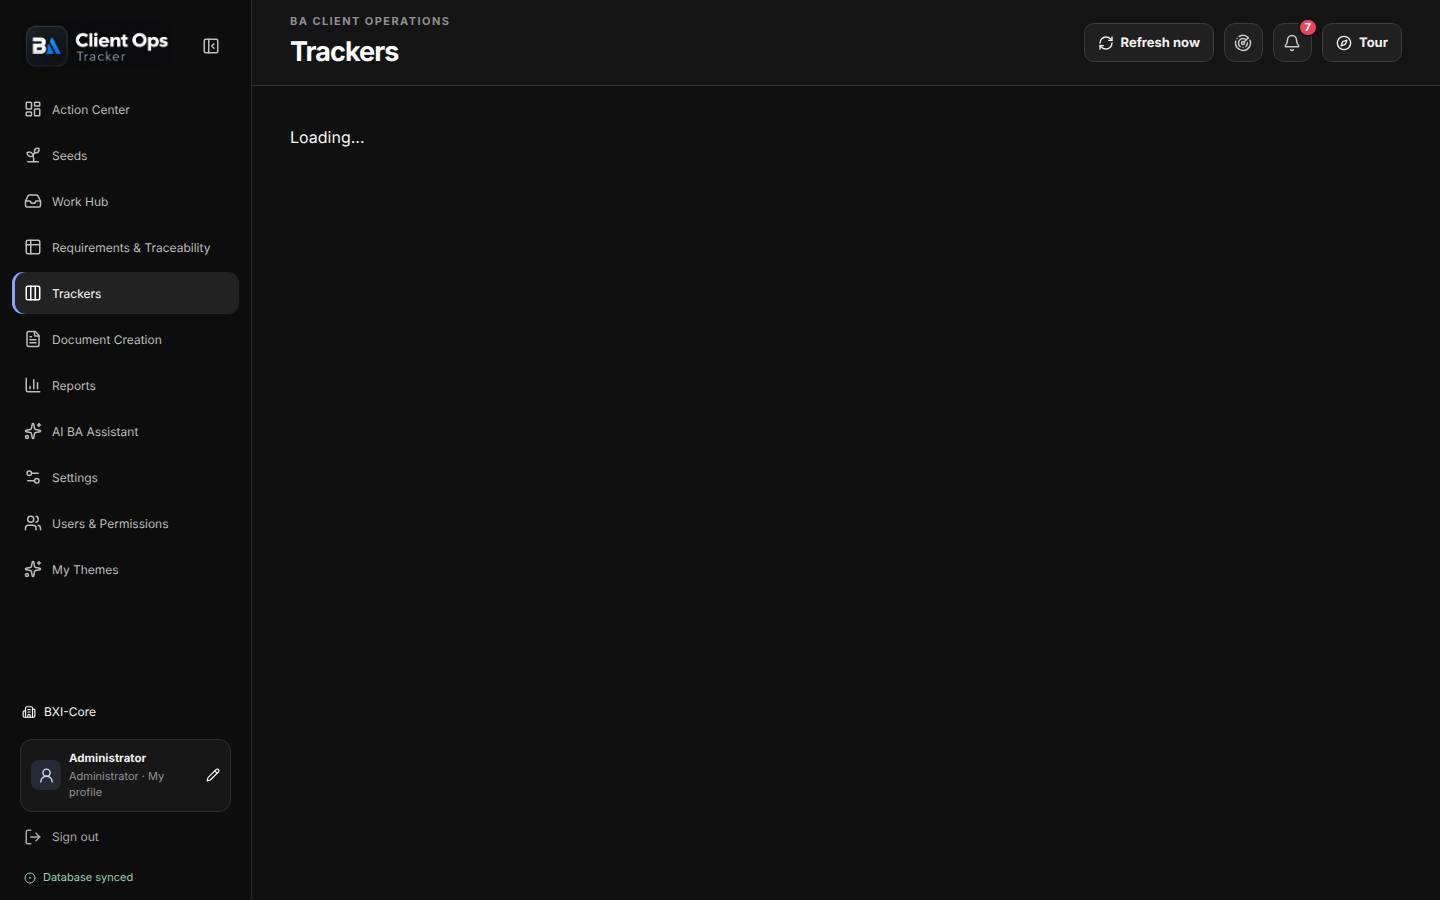 BA
Client Ops
Tracker
Action Center
Seeds
Work Hub
Requirements & Traceability
Trackers
Document Creation
Reports
AI BA Assistant
Settings
Users & Permissions
My Themes
BXI-Core
Administrator
Administrator · My
profile
Sign out
Database synced
BA CLIENT OPERATIONS
Trackers
Refresh now
7
Tour
Loading...